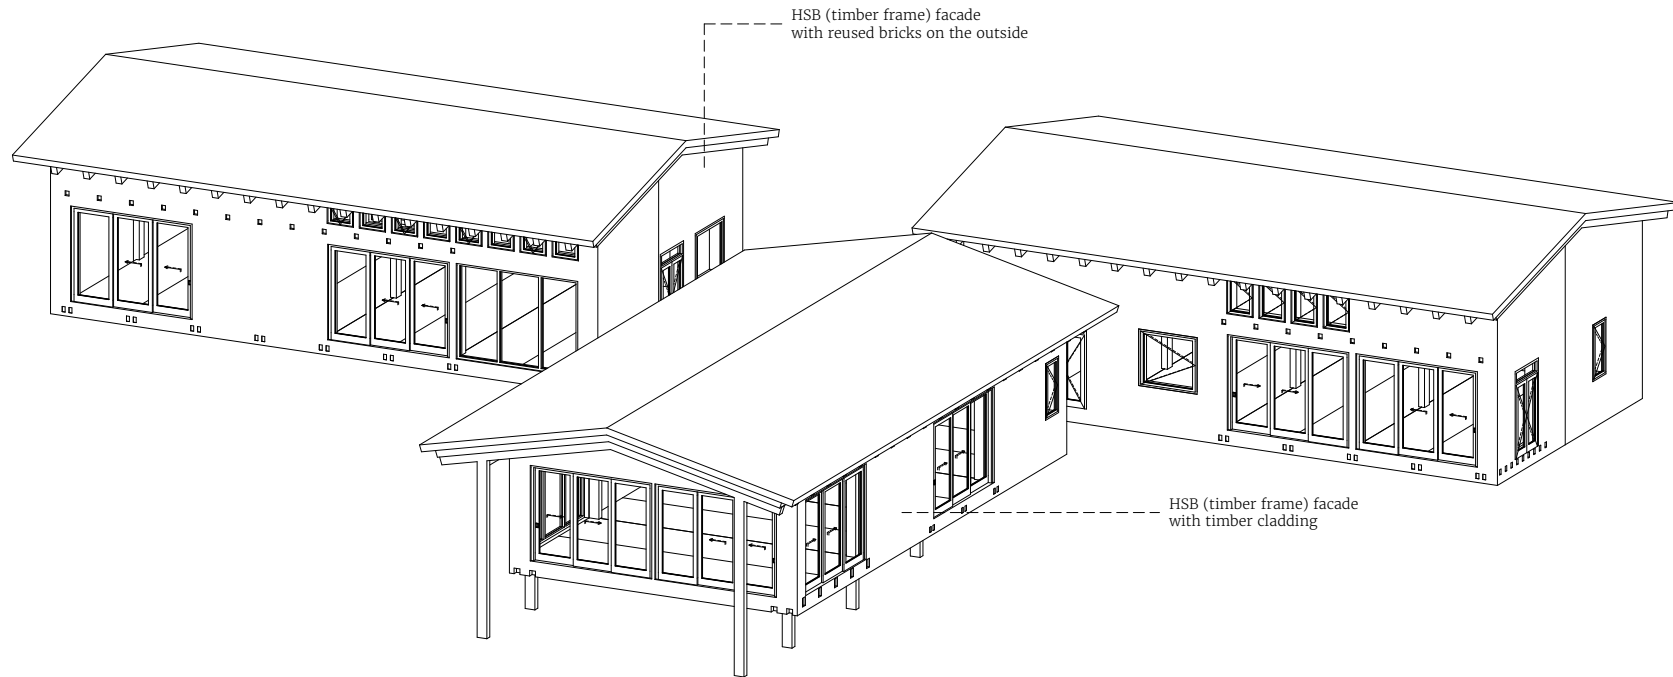 HSB (timber frame) facade
with reused bricks on the outside
HSB (timber frame) facade
with timber cladding